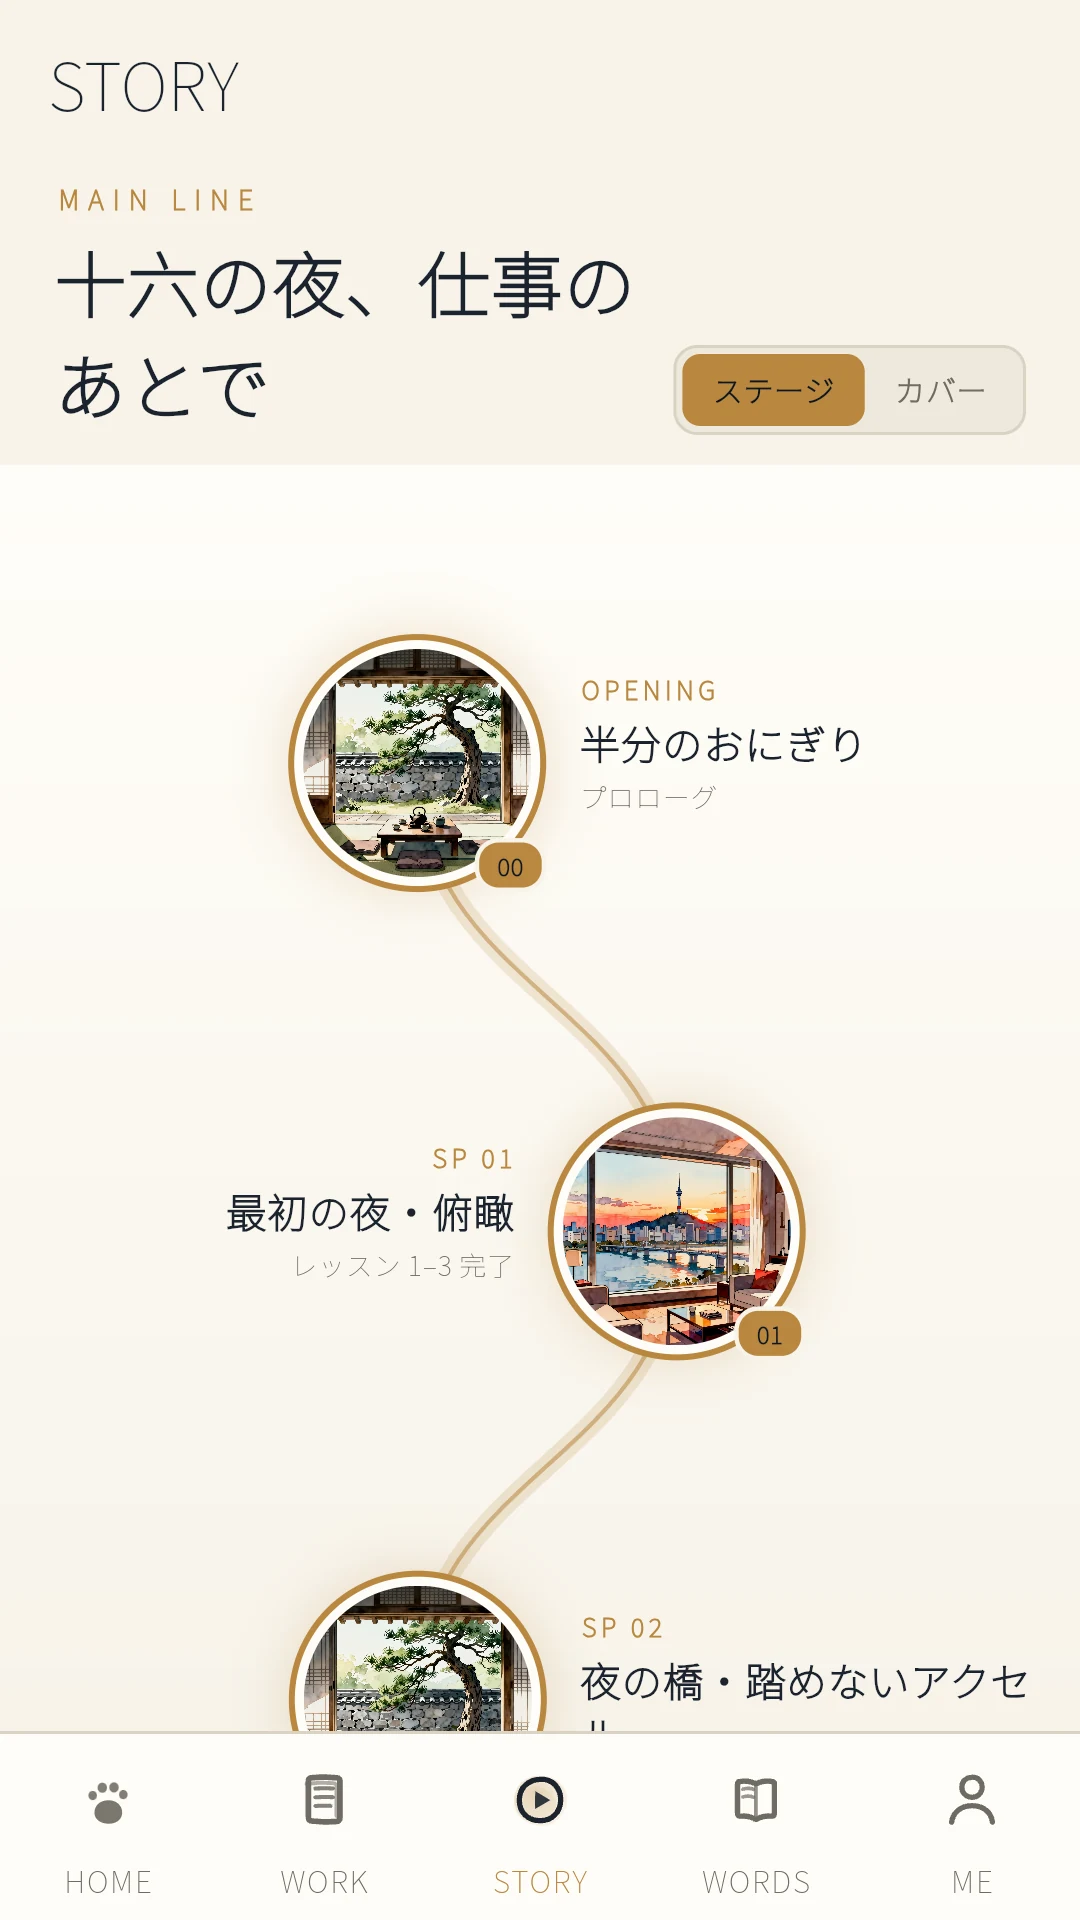 STORY
MAIN LINE
十六の夜、仕事の
あとで
ステージ
カバー
OPENING
半分のおにぎり
プロローグ
00
SP 01
最初の夜・俯瞰
レッスン 1–3 完了
01
SP 02
夜の橋・踏めないアクセ
HOME
WORK
STORY
WORDS
ME